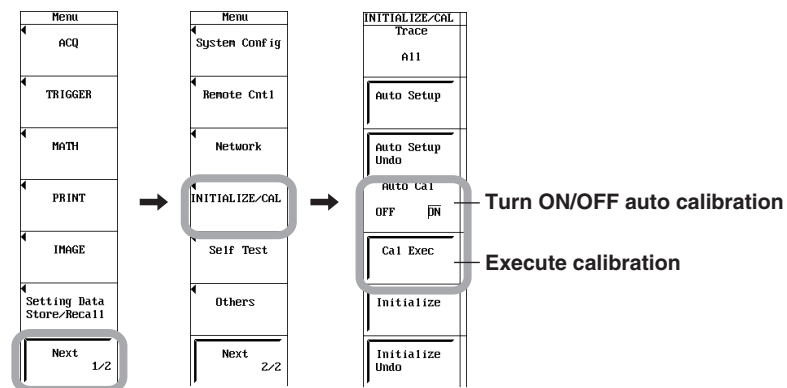 Menu
ACQ
TRIGGER
MATH
PRINT
IMAGE
Setting Data
Store/Recall
Next
1/2
Menu
System Config
Remote Cntl
Network
INITIALIZE/CAL
Self Test
Others
Next
2/2
INITIALIZE/CAL
Trace
All
Auto Setup
Auto Setup
Undo
Auto Cal
OFF ON
Cal Exec
Initialize
Initialize
Undo
Turn ON/OFF auto calibration
Execute calibration